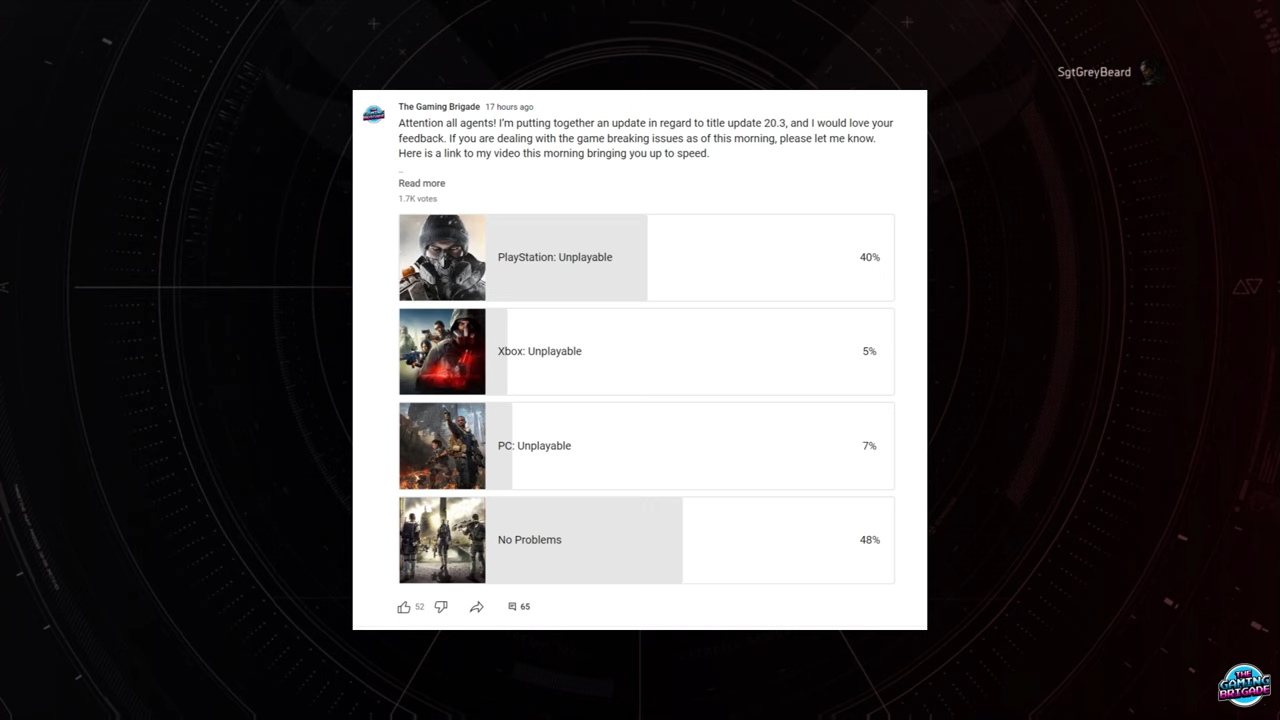 SgtGreyBeard
The Gaming Brigade 17 hours ago
Attention all agents! I'm putting together an update in regard to title update 20.3, and I would love your
feedback. If you are dealing with the game breaking issues as of this morning, please let me know.
Here is a link to my video this morning bringing you up to speed.
..
Read more
1.7K votes
PlayStation: Unplayable 40%
Xbox: Unplayable 5%
PC: Unplayable 7%
No Problems 48%
52 65
THE
GAMING
BRIGADE